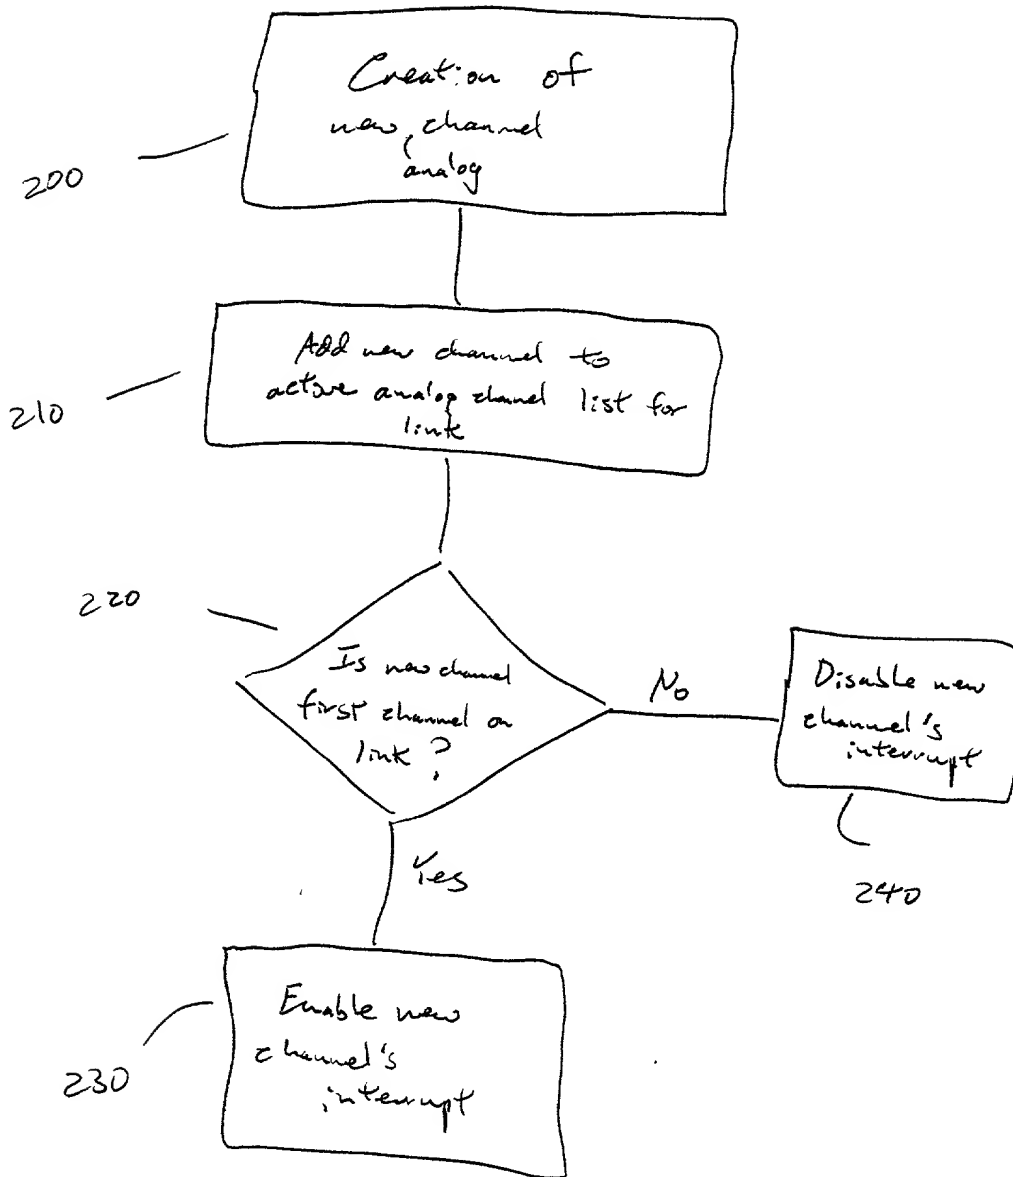 Creation of
new channel
analog
200
Add new channel to
active analog channel list for
link
210
220
Is new channel
first channel on
link?
No
Disable new
channel's
interrupt
240
Yes
Enable new
channel's
interrupt
230